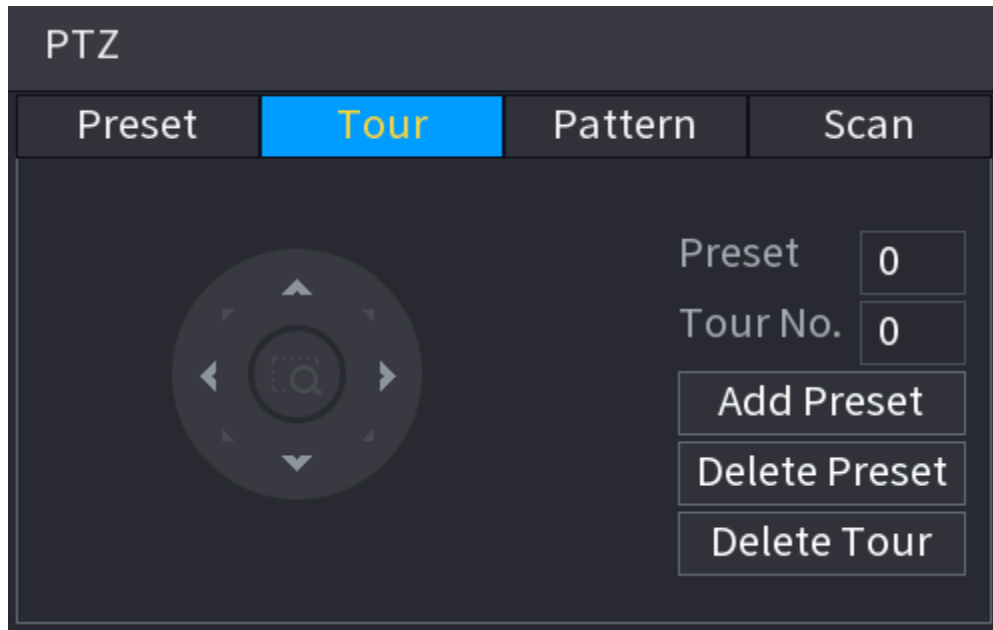 PTZ
Preset Tour Pattern Scan
Preset 0
Tour No. 0
Add Preset
Delete Preset
Delete Tour